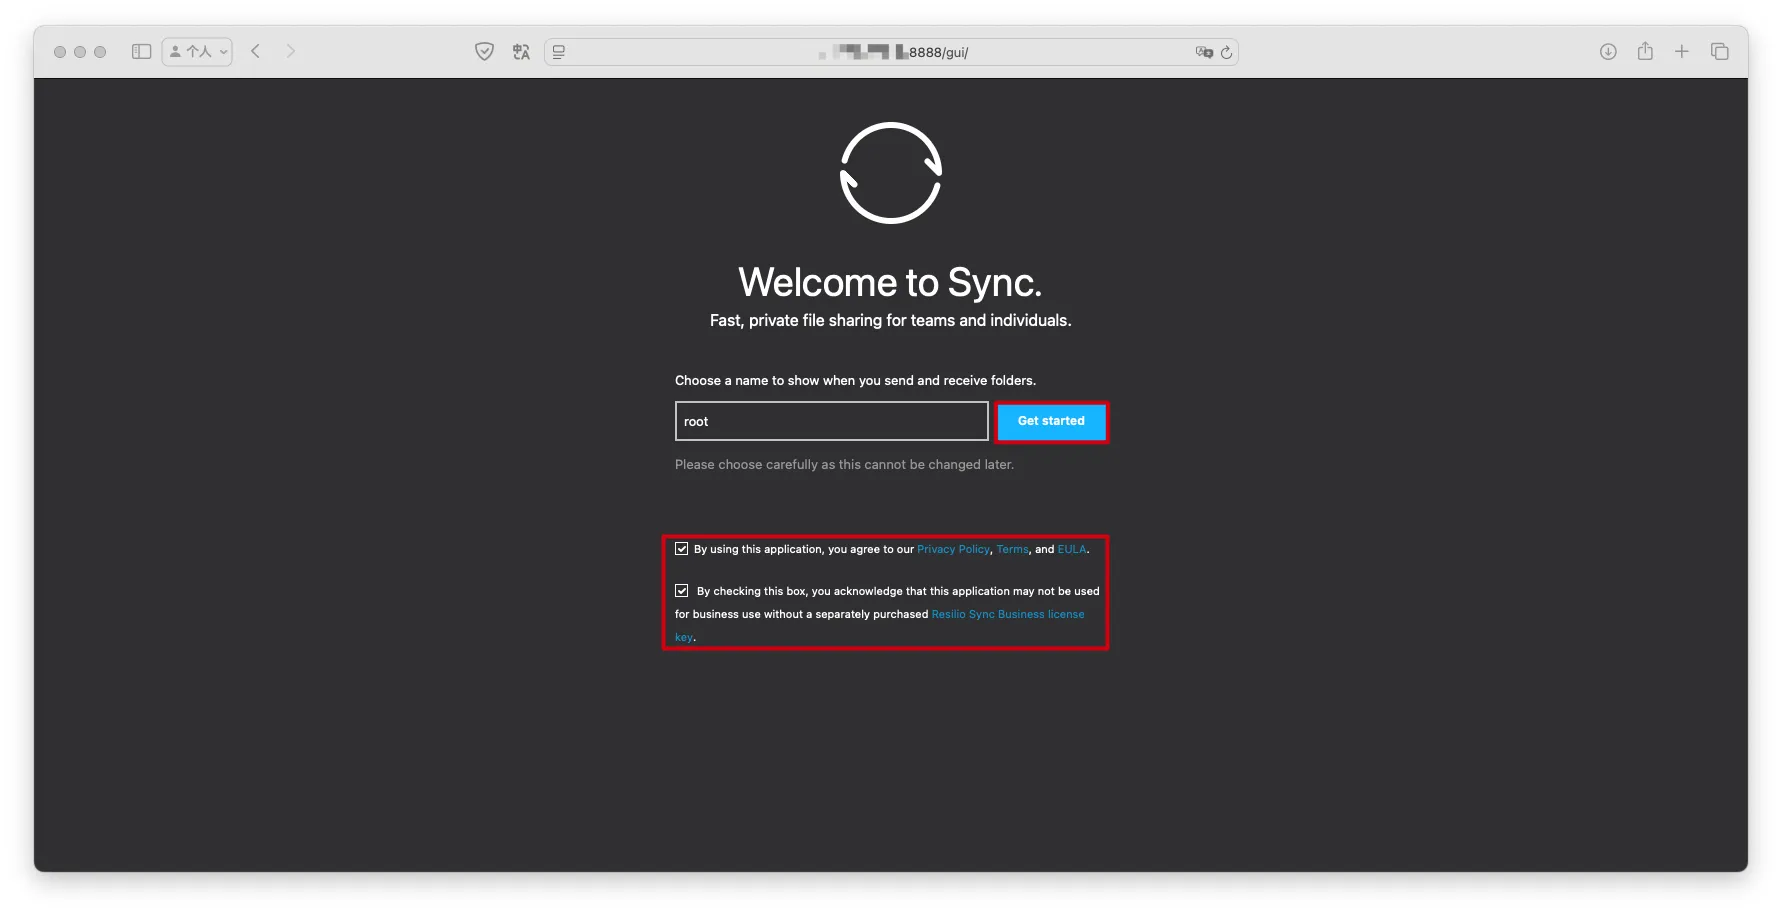 个人
8888/gui/
Welcome to Sync.
Fast, private file sharing for teams and individuals.
Choose a name to show when you send and receive folders.
root
Get started
Please choose carefully as this cannot be changed later.
By using this application, you agree to our Privacy Policy, Terms, and EULA.
By checking this box, you acknowledge that this application may not be used
for business use without a separately purchased Resilio Sync Business license
key.